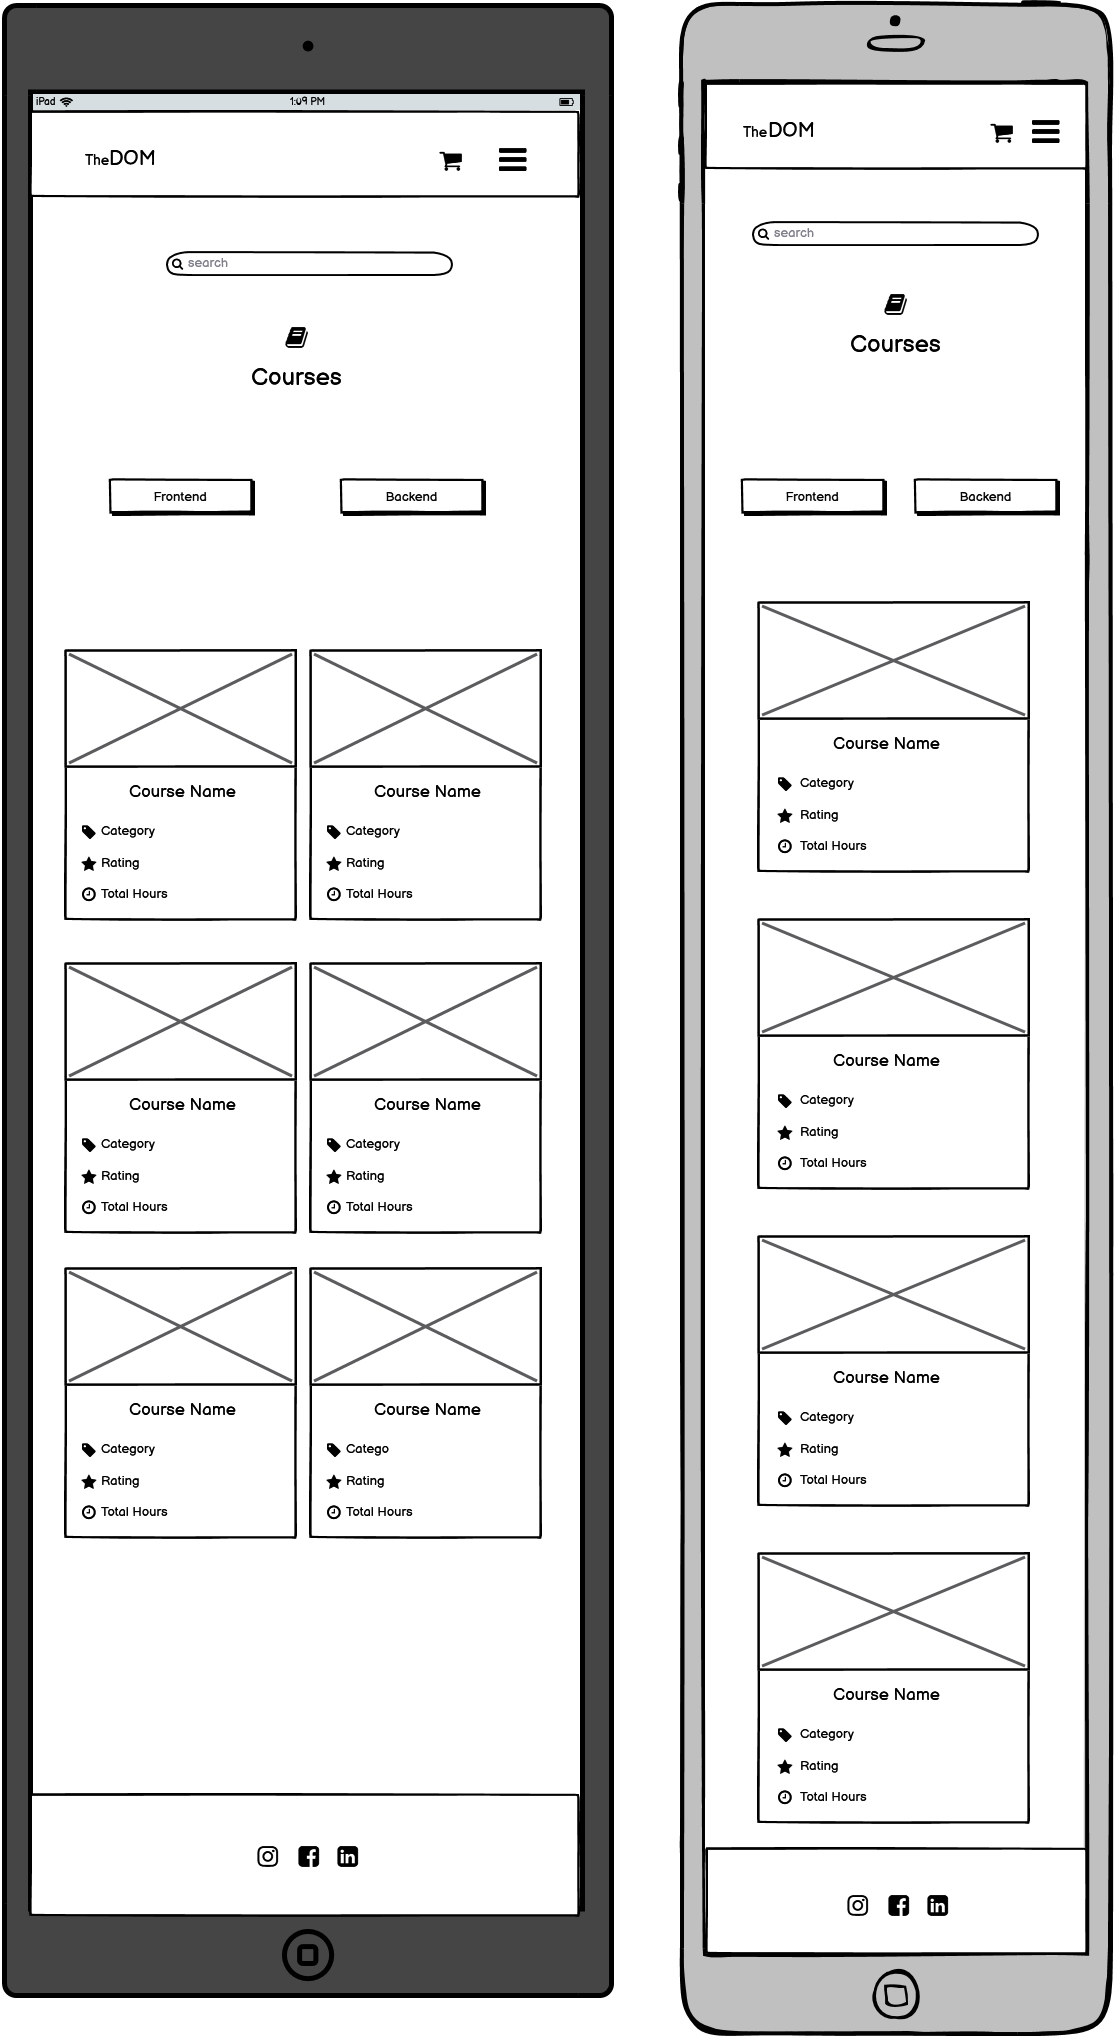 iPad 1:09 PM
TheDOM
search
Courses
Frontend Backend
Course Name Course Name
Category Category
Rating Rating
Total Hours Total Hours
Course Name Course Name
Category Category
Rating Rating
Total Hours Total Hours
Course Name Course Name
Category Catego
Rating Rating
Total Hours Total Hours
TheDOM
search
Courses
Frontend Backend
Course Name
Category
Rating
Total Hours
Course Name
Category
Rating
Total Hours
Course Name
Category
Rating
Total Hours
Course Name
Category
Rating
Total Hours